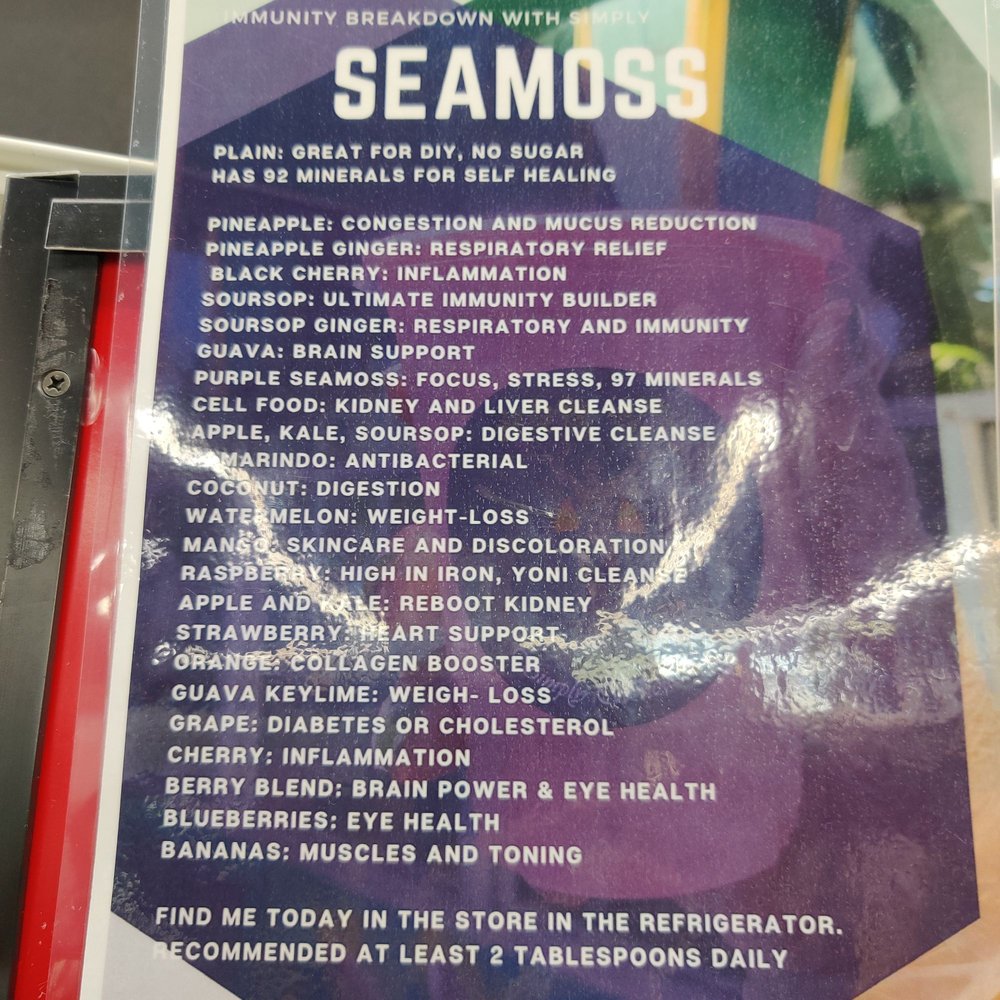 IMMUNITY BREAKDOWN WITH SIMPLY
SEAMOSS
PLAIN: GREAT FOR DIY, NO SUGAR
HAS 92 MINERALS FOR SELF HEALING
PINEAPPLE: CONGESTION AND MUCUS REDUCTION
PINEAPPLE GINGER: RESPIRATORY RELIEF
BLACK CHERRY: INFLAMMATION
SOURSOP: ULTIMATE IMMUNITY BUILDER
SOURSOP GINGER: RESPIRATORY AND IMMUNITY
GUAVA: BRAIN SUPPORT
PURPLE SEAMOSS: FOCUS, STRESS, 97 MINERALS
CELL FOOD: KIDNEY AND LIVER CLEANSE
APPLE, KALE, SOURSOP: DIGESTIVE CLEANSE
TAMARINDO: ANTIBACTERIAL
COCONUT: DIGESTION
WATERMELON: WEIGHT-LOSS
MANGO: SKINCARE AND DISCOLORATION
RASPBERRY: HIGH IN IRON, YONI CLEANSE
APPLE AND KALE: REBOOT KIDNEY
STRAWBERRY: HEART SUPPORT
ORANGE: COLLAGEN BOOSTER
GUAVA KEYLIME: WEIGH- LOSS
GRAPE: DIABETES OR CHOLESTEROL
CHERRY: INFLAMMATION
BERRY BLEND: BRAIN POWER & EYE HEALTH
BLUEBERRIES: EYE HEALTH
BANANAS: MUSCLES AND TONING
FIND ME TODAY IN THE STORE IN THE REFRIGERATOR.
RECOMMENDED AT LEAST 2 TABLESPOONS DAILY